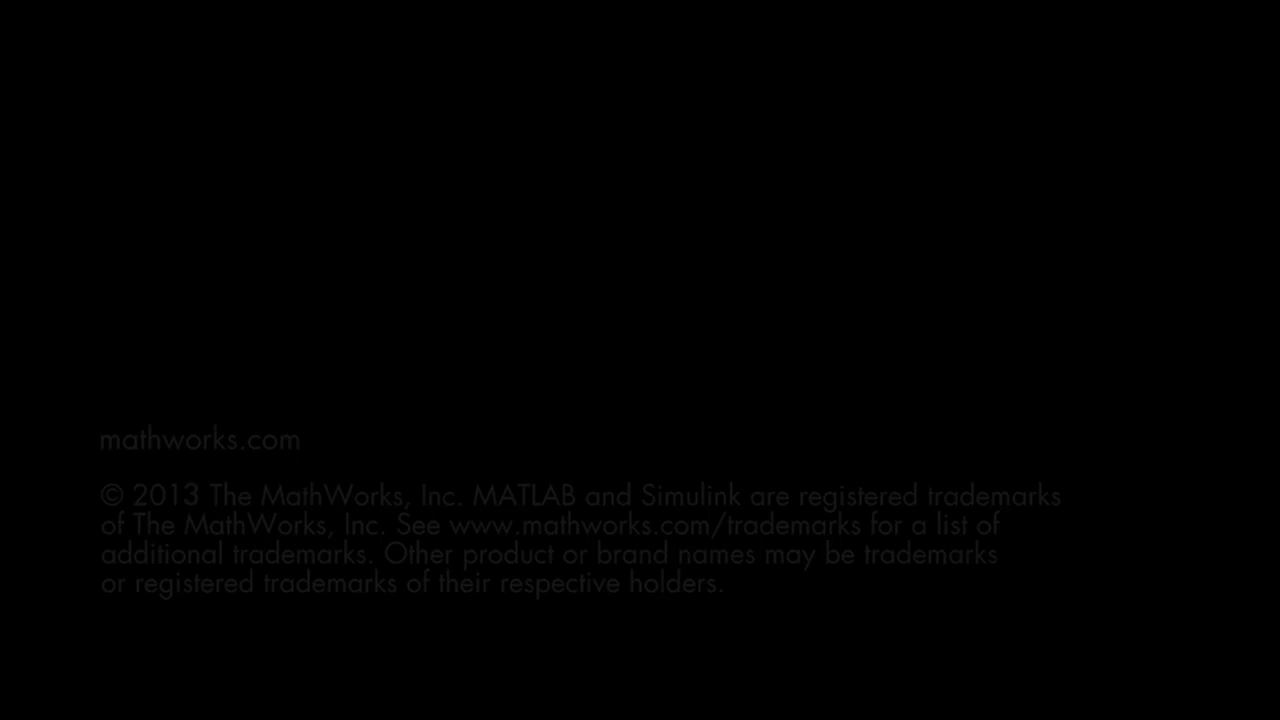 mathworks.com
© 2013 The MathWorks, Inc. MATLAB and Simulink are registered trademarks
of The MathWorks, Inc. See www.mathworks.com/trademarks for a list of
additional trademarks. Other product or brand names may be trademarks
or registered trademarks of their respective holders.